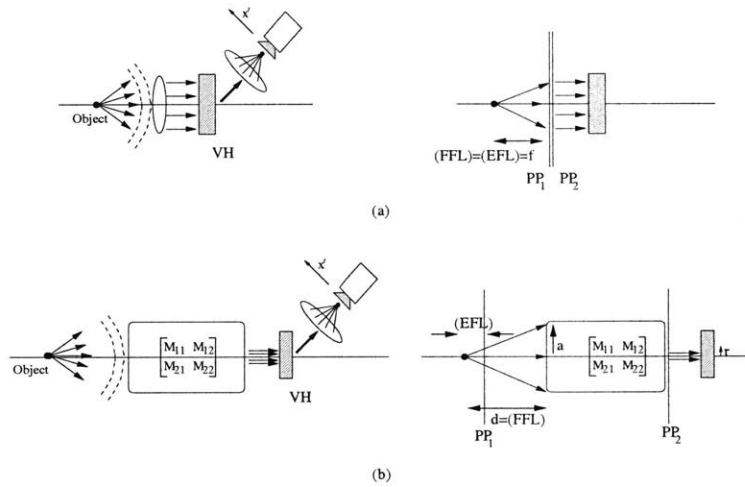 x'
Object
VH
(FFL)=(EFL)=f
PP1 PP2
(a)
x'
Object
M11 M12
M21 M22
VH
(EFL)
a
M11 M12
M21 M22
r
d=(FFL)
PP1
PP2
(b)